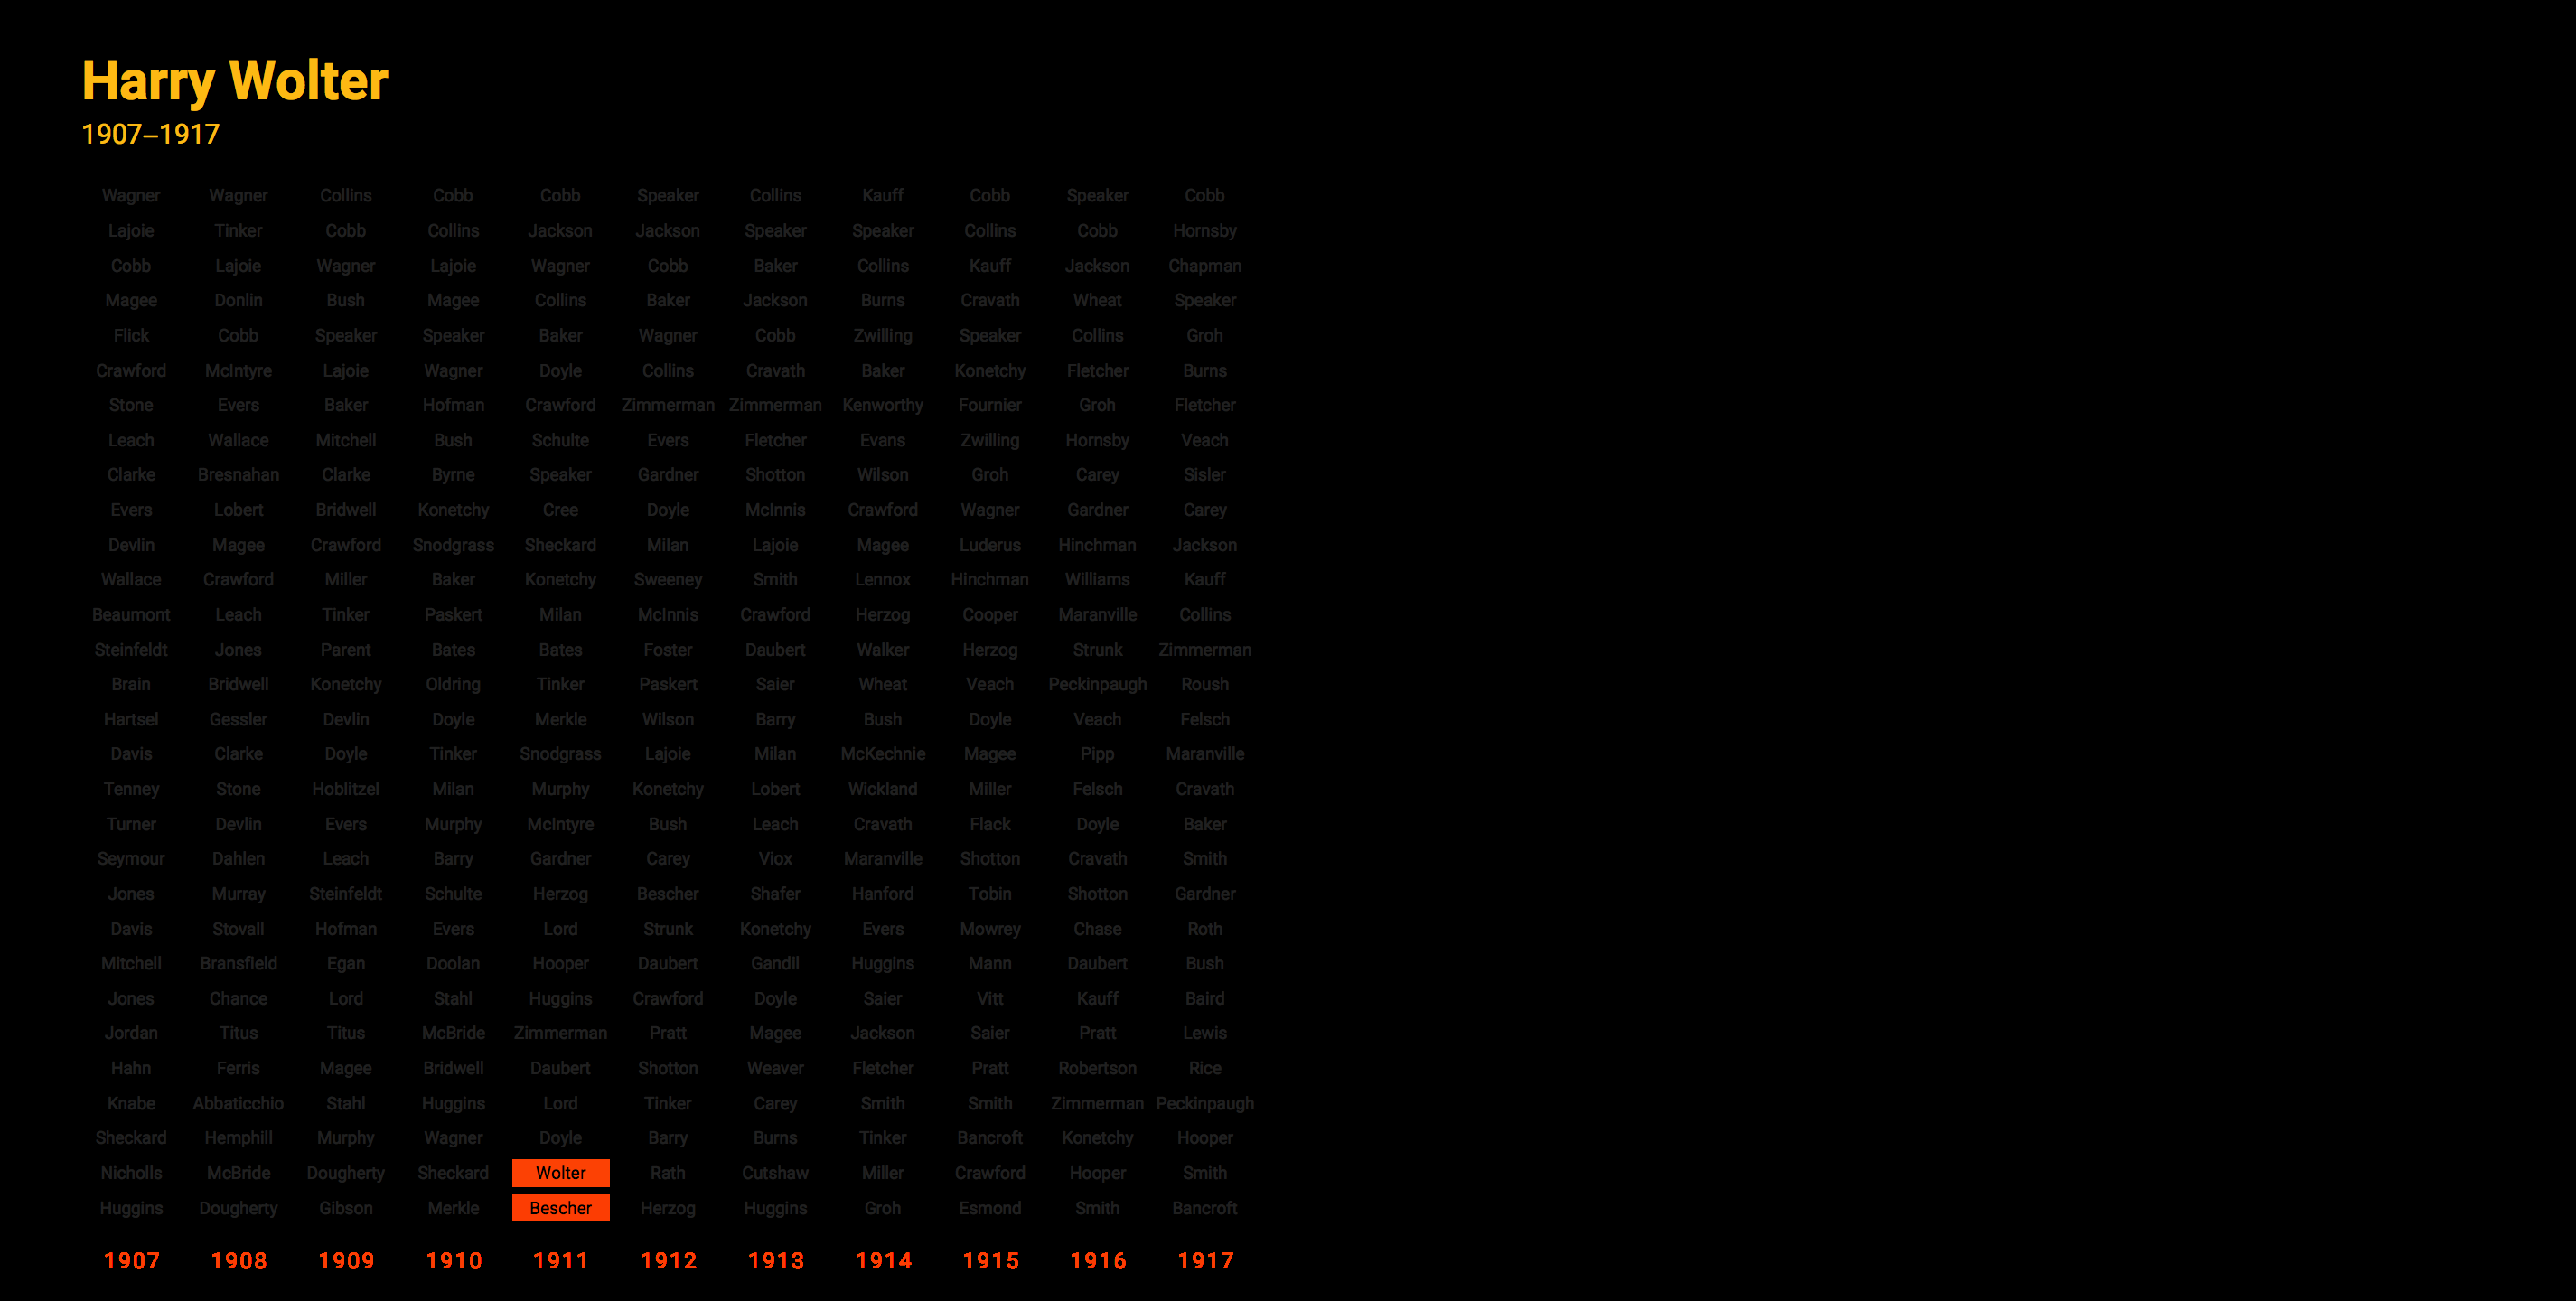 Harry Wolter
1907–1917
Wagner Wagner Collins Cobb Cobb Speaker Collins Kauff Cobb Speaker Cobb
Lajoie Tinker Cobb Collins Jackson Jackson Speaker Speaker Collins Cobb Hornsby
Cobb Lajoie Wagner Lajoie Wagner Cobb Baker Collins Kauff Jackson Chapman
Magee Donlin Bush Magee Collins Baker Jackson Burns Cravath Wheat Speaker
Flick Cobb Speaker Speaker Baker Wagner Cobb Zwilling Speaker Collins Groh
Crawford McIntyre Lajoie Wagner Doyle Collins Cravath Baker Konetchy Fletcher Burns
Stone Evers Baker Hofman Crawford Zimmerman Zimmerman Kenworthy Fournier Groh Fletcher
Leach Wallace Mitchell Bush Schulte Evers Fletcher Evans Zwilling Hornsby Veach
Clarke Bresnahan Clarke Byrne Speaker Gardner Shotton Wilson Groh Carey Sisler
Evers Lobert Bridwell Konetchy Cree Doyle McInnis Crawford Wagner Gardner Carey
Devlin Magee Crawford Snodgrass Sheckard Milan Lajoie Magee Luderus Hinchman Jackson
Wallace Crawford Miller Baker Konetchy Sweeney Smith Lennox Hinchman Williams Kauff
Beaumont Leach Tinker Paskert Milan McInnis Crawford Herzog Cooper Maranville Collins
Steinfeldt Jones Parent Bates Bates Foster Daubert Walker Herzog Strunk Zimmerman
Brain Bridwell Konetchy Oldring Tinker Paskert Saier Wheat Veach Peckinpaugh Roush
Hartsel Gessler Devlin Doyle Merkle Wilson Barry Bush Doyle Veach Felsch
Davis Clarke Doyle Tinker Snodgrass Lajoie Milan McKechnie Magee Pipp Maranville
Tenney Stone Hoblitzel Milan Murphy Konetchy Lobert Wickland Miller Felsch Cravath
Turner Devlin Evers Murphy McIntyre Bush Leach Cravath Flack Doyle Baker
Seymour Dahlen Leach Barry Gardner Carey Viox Maranville Shotton Cravath Smith
Jones Murray Steinfeldt Schulte Herzog Bescher Shafer Hanford Tobin Shotton Gardner
Davis Stovall Hofman Evers Lord Strunk Konetchy Evers Mowrey Chase Roth
Mitchell Bransfield Egan Doolan Hooper Daubert Gandil Huggins Mann Daubert Bush
Jones Chance Lord Stahl Huggins Crawford Doyle Saier Vitt Kauff Baird
Jordan Titus Titus McBride Zimmerman Pratt Magee Jackson Saier Pratt Lewis
Hahn Ferris Magee Bridwell Daubert Shotton Weaver Fletcher Pratt Robertson Rice
Knabe Abbaticchio Stahl Huggins Lord Tinker Carey Smith Smith Zimmerman Peckinpaugh
Sheckard Hemphill Murphy Wagner Doyle Barry Burns Tinker Bancroft Konetchy Hooper
Nicholls McBride Dougherty Sheckard Wolter Rath Cutshaw Miller Crawford Hooper Smith
Huggins Dougherty Gibson Merkle Bescher Herzog Huggins Groh Esmond Smith Bancroft
1907 1908 1909 1910 1911 1912 1913 1914 1915 1916 1917